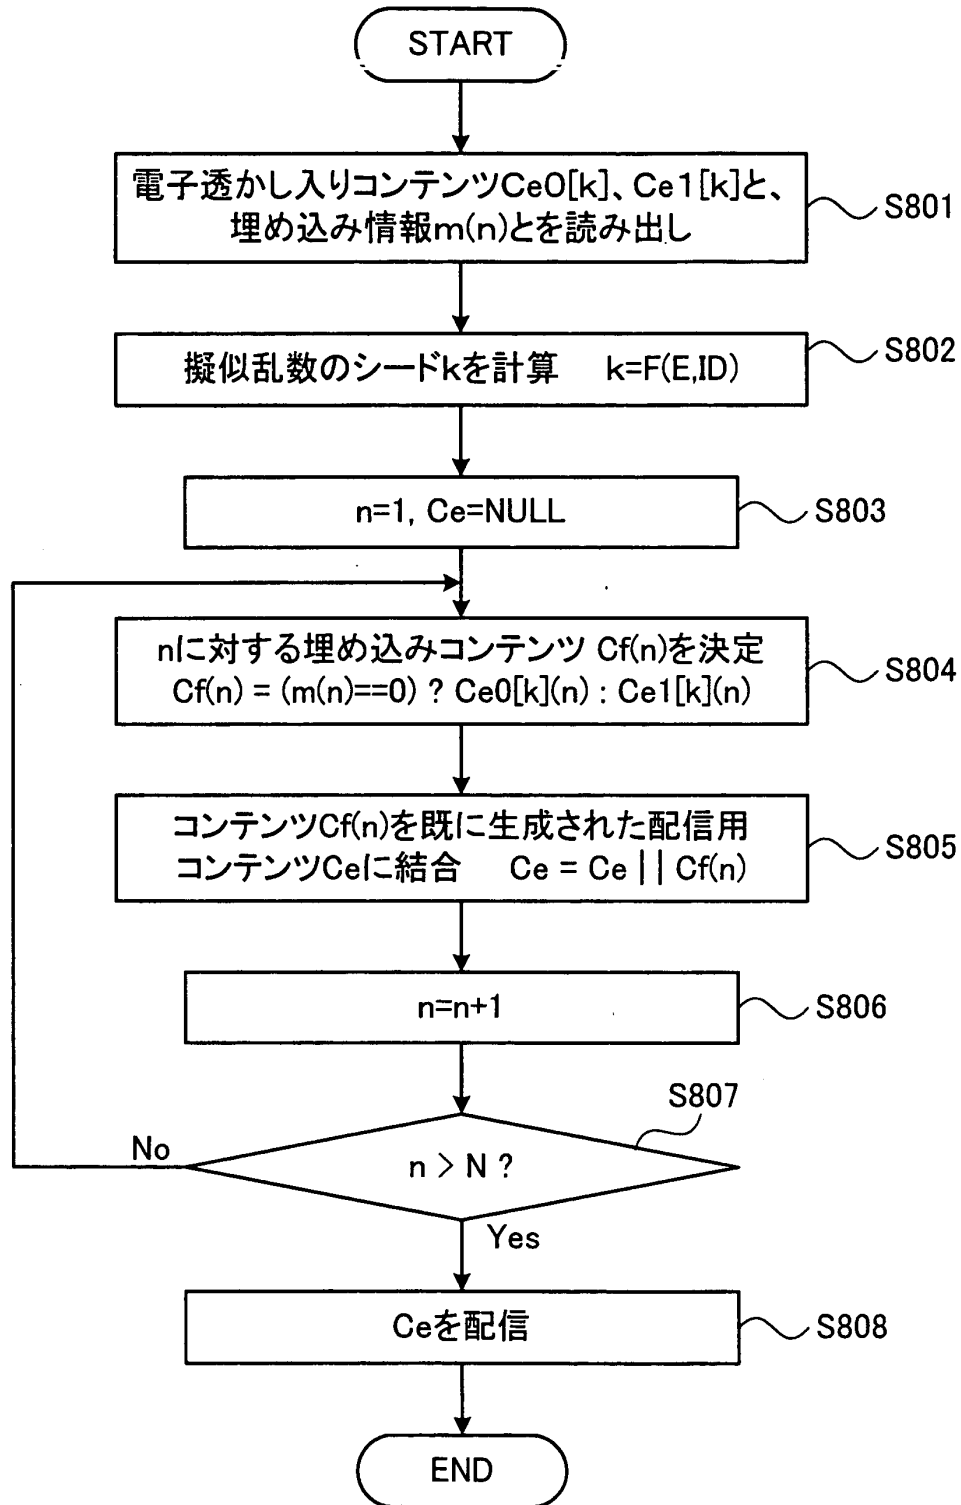 START
電子透かし入りコンテンツCe0[k]、Ce1[k]と、
埋め込み情報m(n)とを読み出し
S801
擬似乱数のシードkを計算 k=F(E,ID)
S802
n=1, Ce=NULL
S803
nに対する埋め込みコンテンツ Cf(n)を決定
Cf(n) = (m(n)==0) ? Ce0[k](n) : Ce1[k](n)
S804
コンテンツCf(n)を既に生成された配信用
コンテンツCeに結合 Ce = Ce || Cf(n)
S805
n=n+1
S806
S807
n > N ?
No
Yes
Ceを配信
S808
END